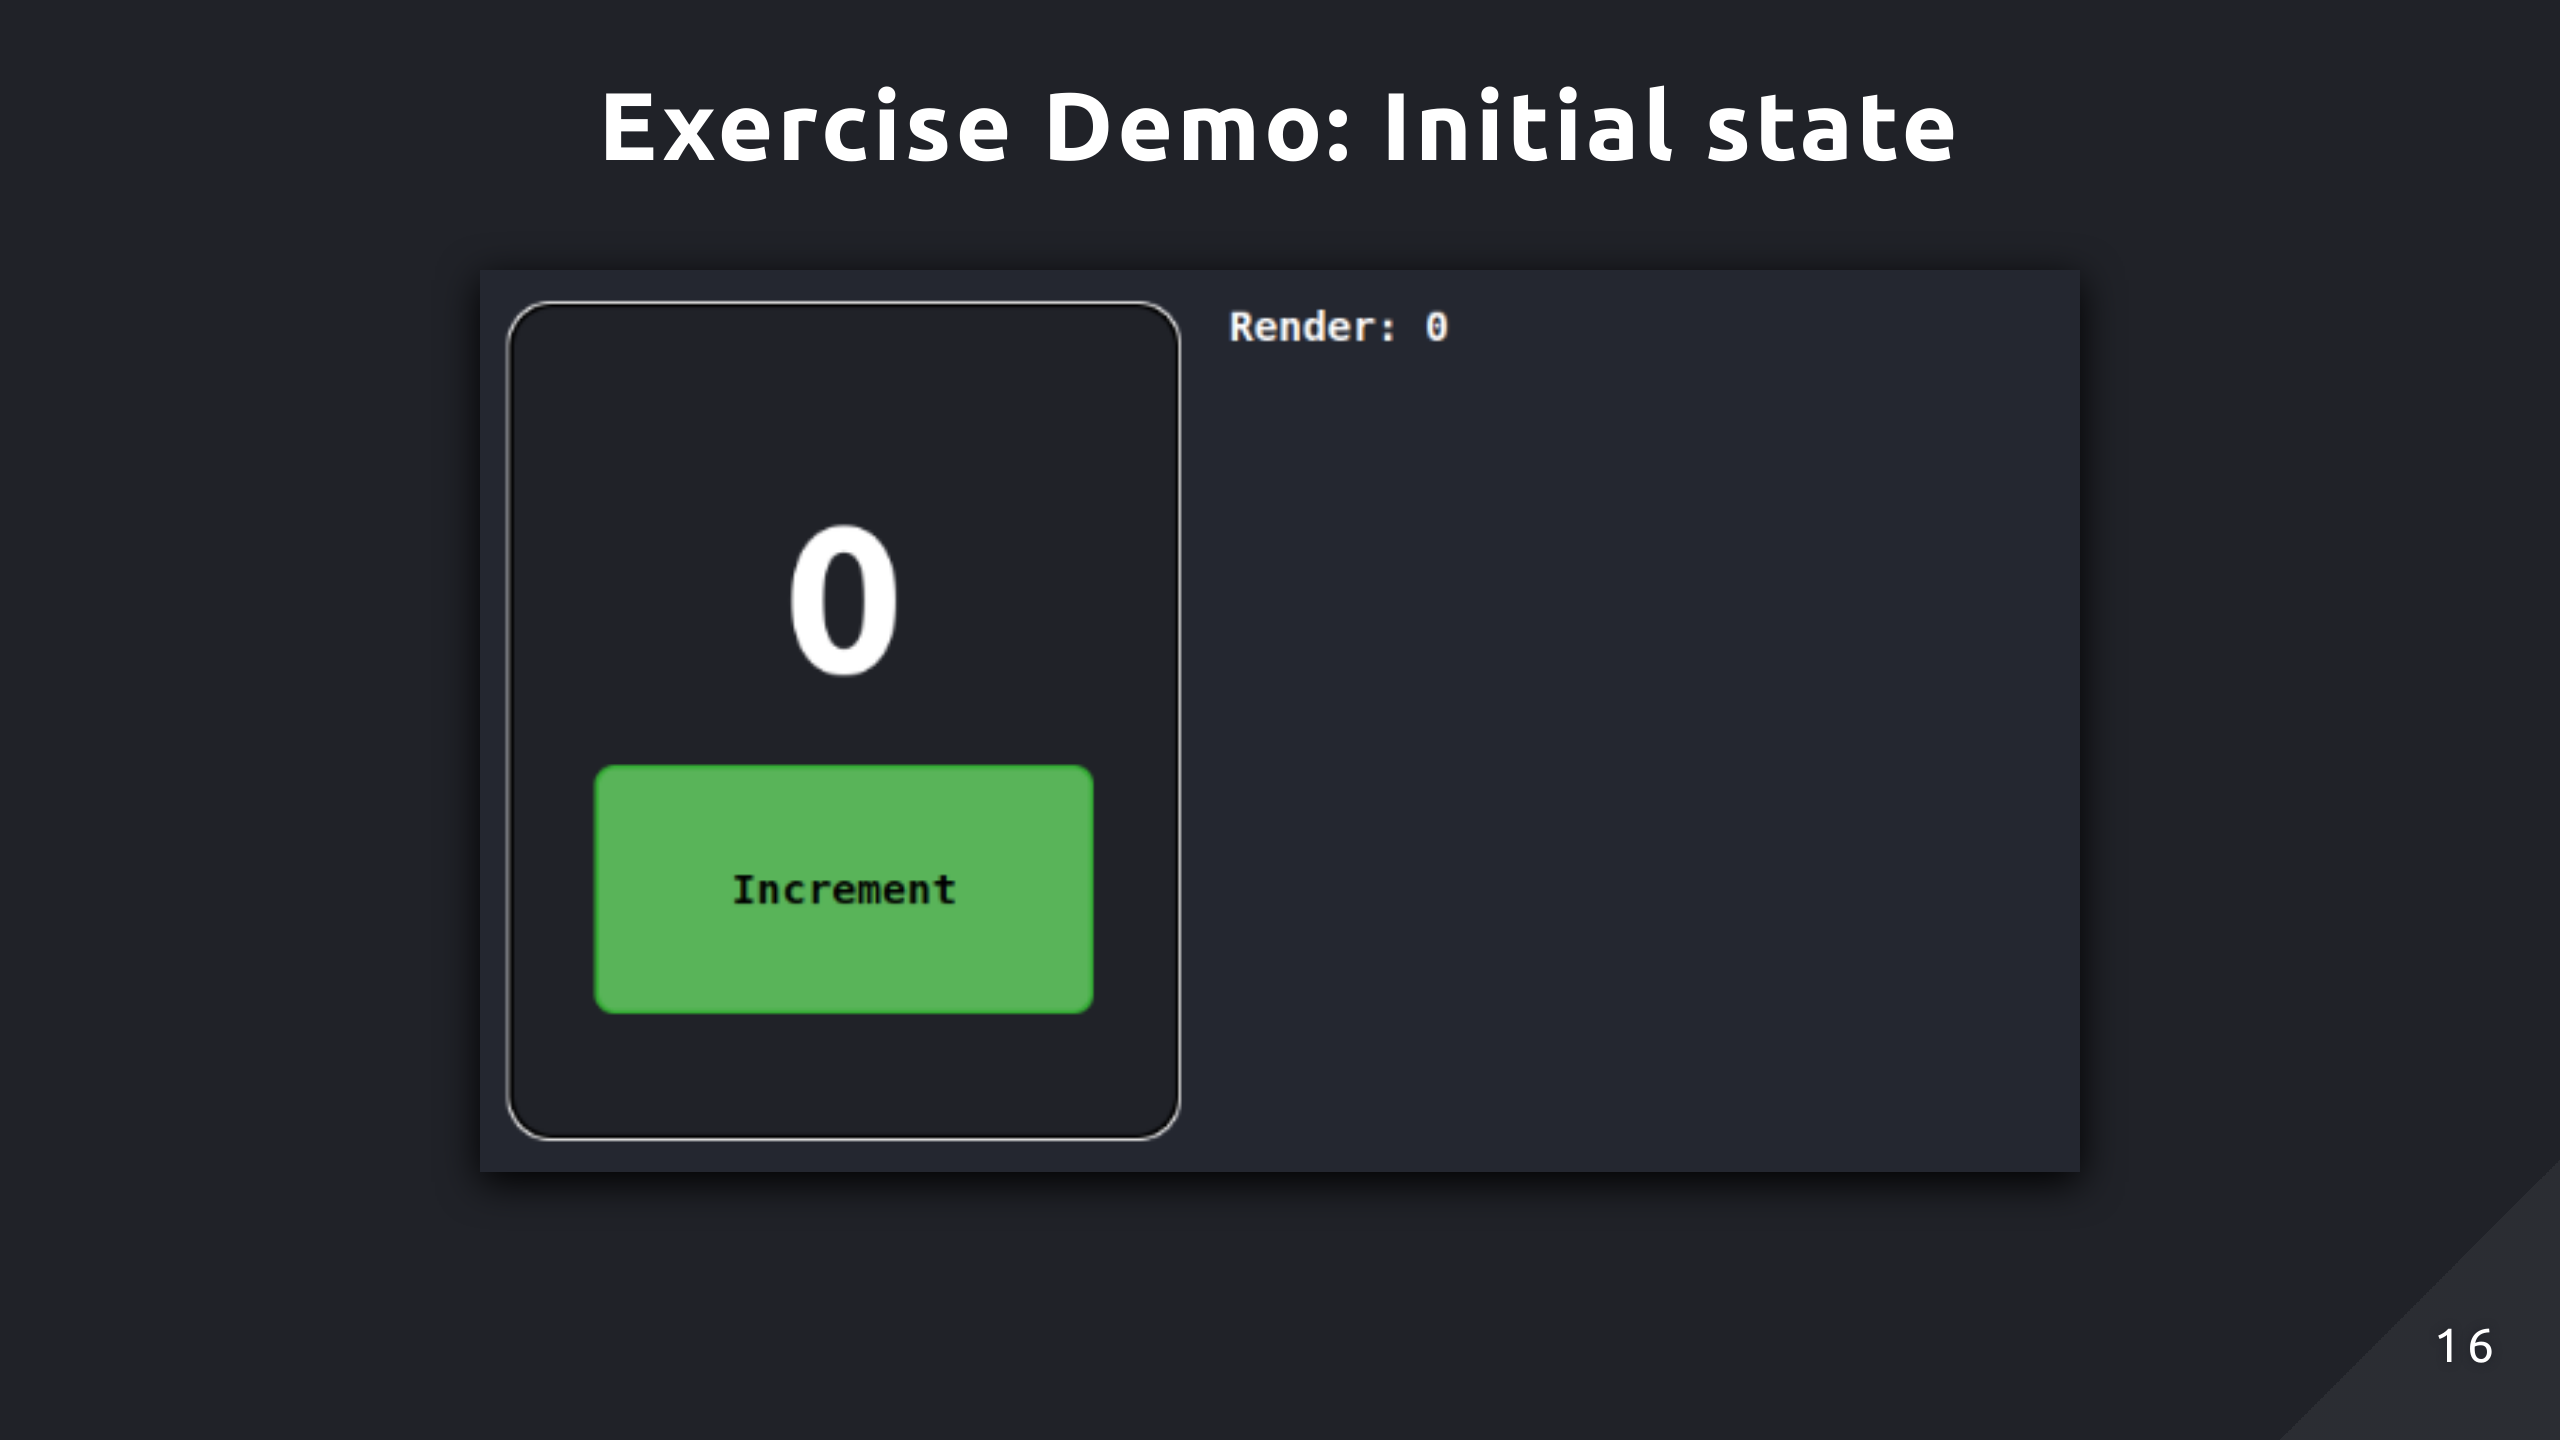 Exercise Demo: Initial state
Render: 0
0
Increment
16